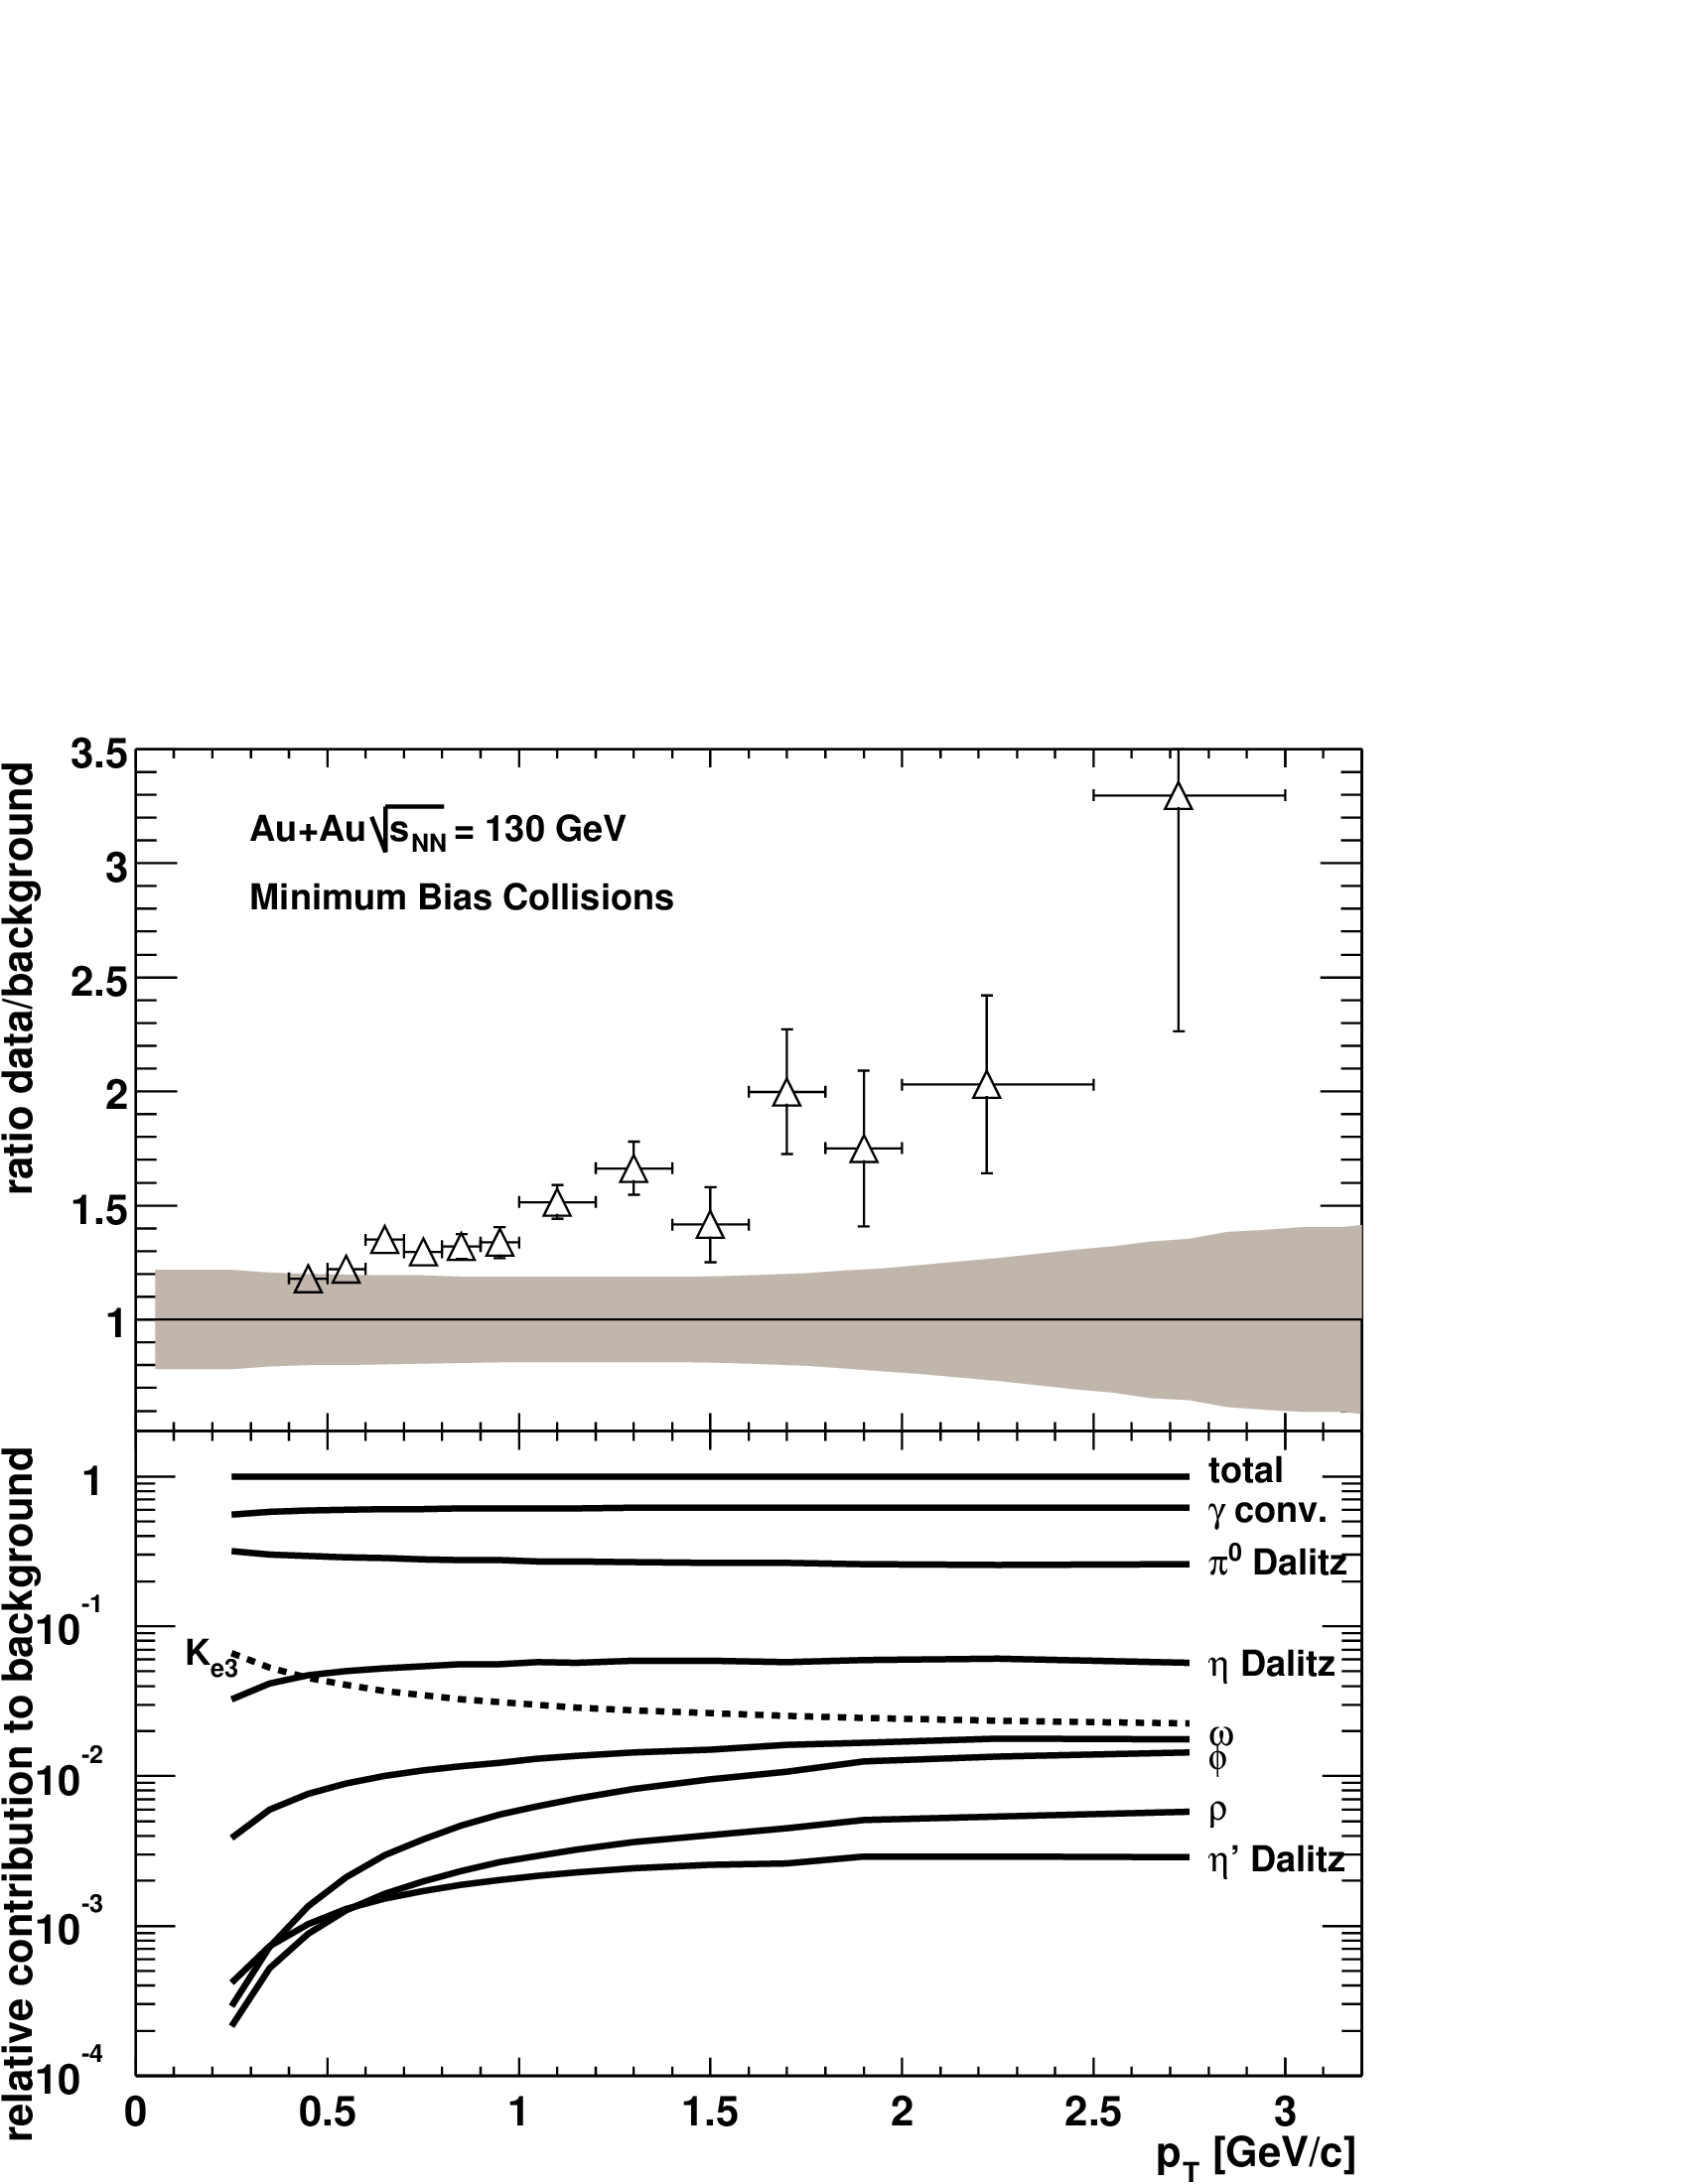 ratio data/background
3.5
3
2.5
2
1.5
1
Au+Au√sNN = 130 GeV
Minimum Bias Collisions
relative contribution to background
1
10-1
10-2
10-3
10-4
total
γ conv.
π0 Dalitz
Ke3
η Dalitz
ω
ϕ
ρ
η’ Dalitz
0 0.5 1 1.5 2 2.5 3
pT [GeV/c]